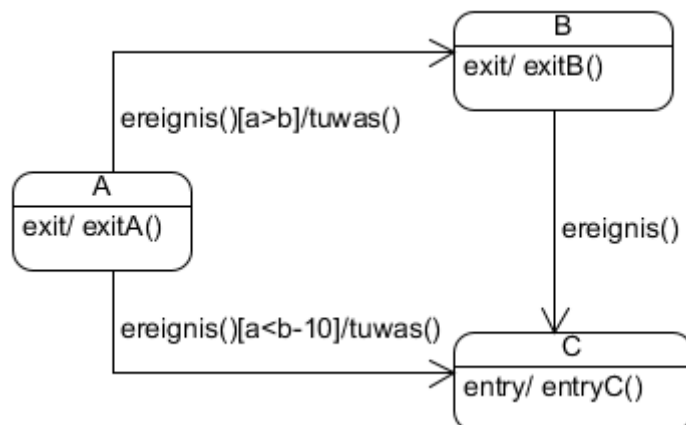 B
exit/ exitB()
ereignis()[a>b]/tuwas()
A
exit/ exitA()
ereignis()
ereignis()[a<b-10]/tuwas()
C
entry/ entryC()